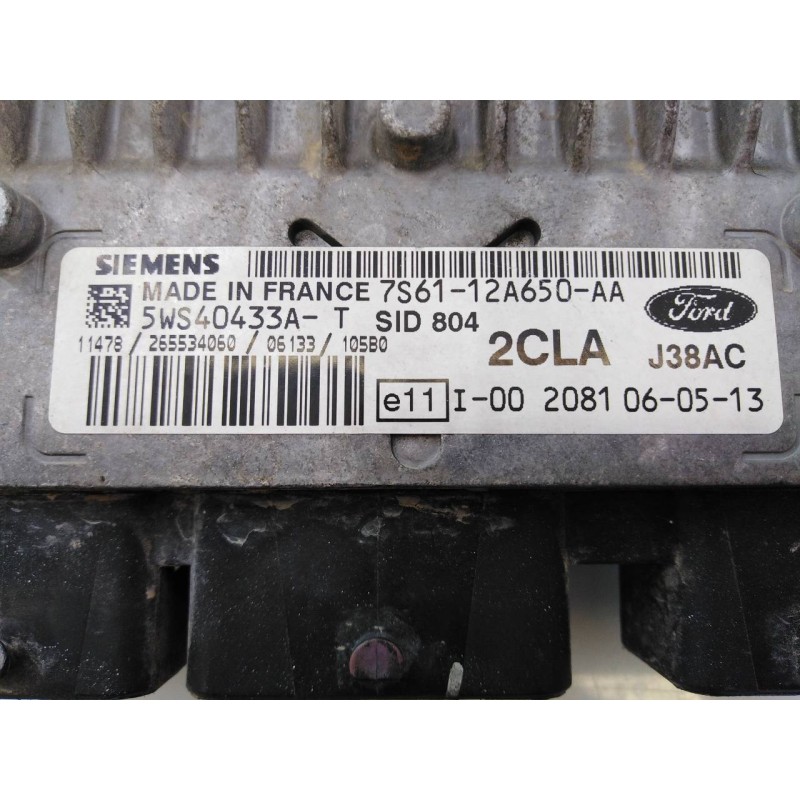 SIEMENS
MADE IN FRANCE 7S61-12A650-AA
5WS40433A- T SID 804
Ford
11478 / 265534060 / 06133 / 105B0
2CLA J38AC
e11 I-00 2081 06-05-13